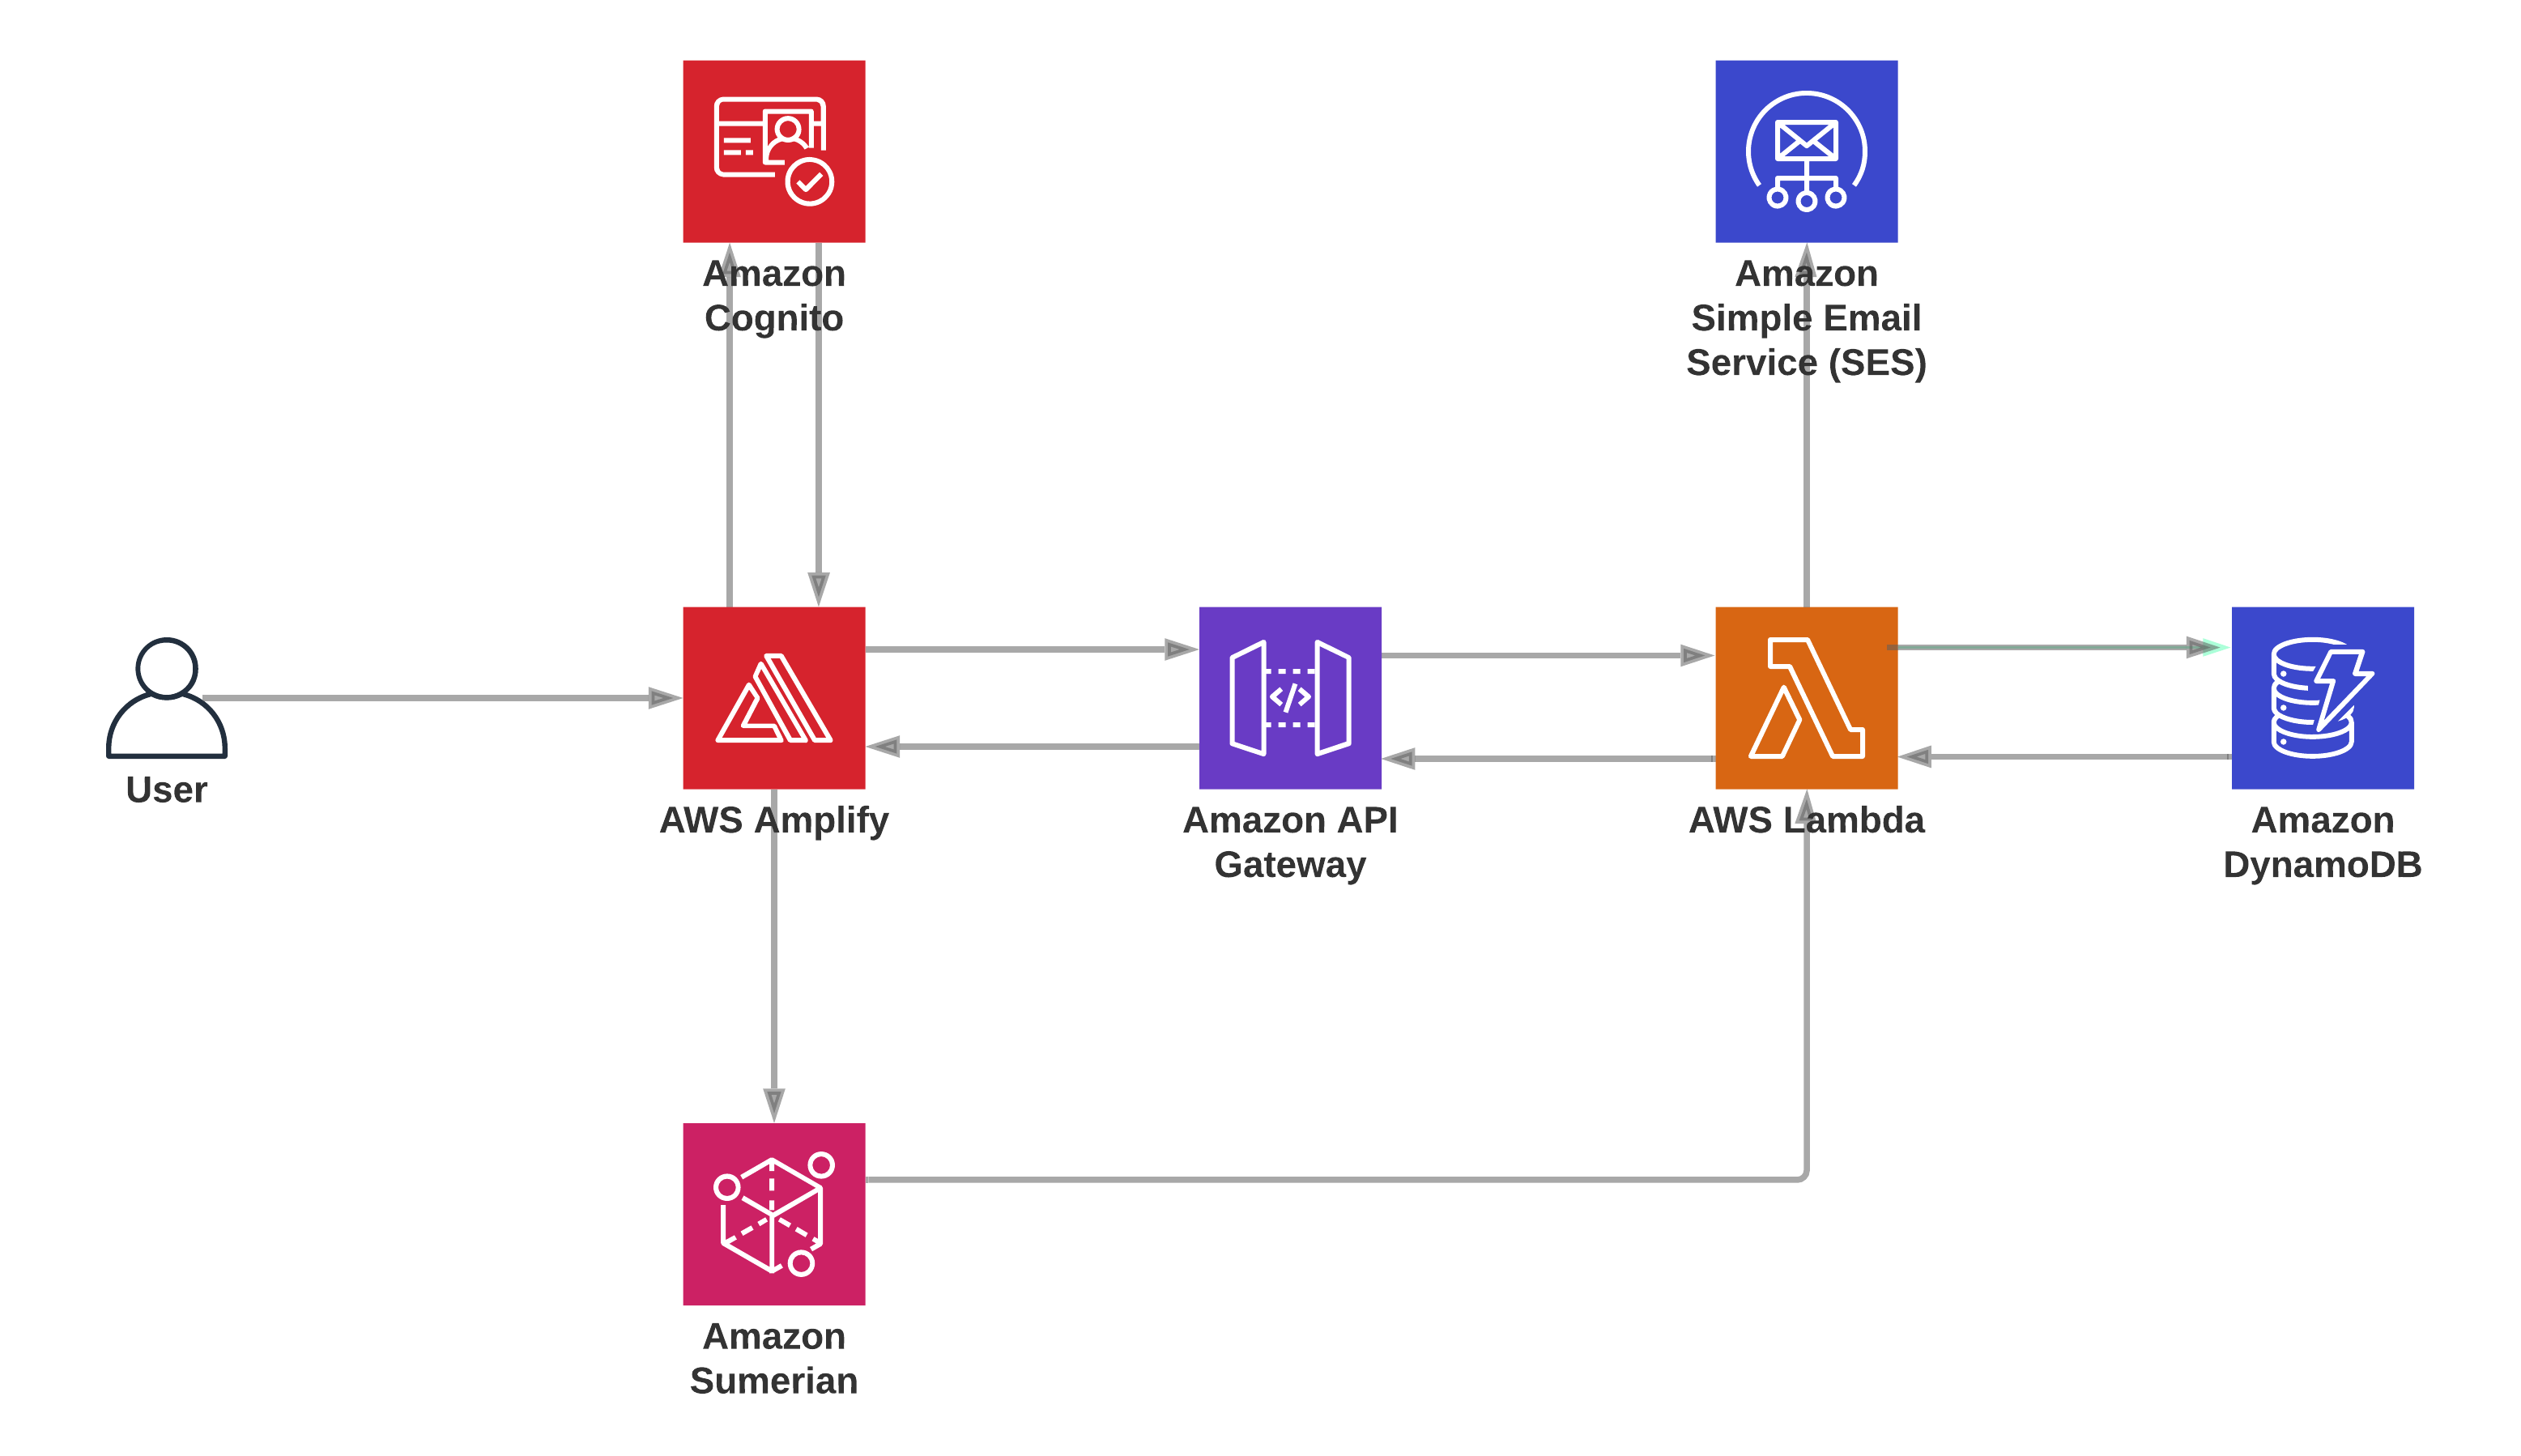 Amazon
Cognito
Amazon
Simple Email
Service (SES)
User
AWS Amplify
Amazon API
Gateway
AWS Lambda
Amazon
DynamoDB
Amazon
Sumerian